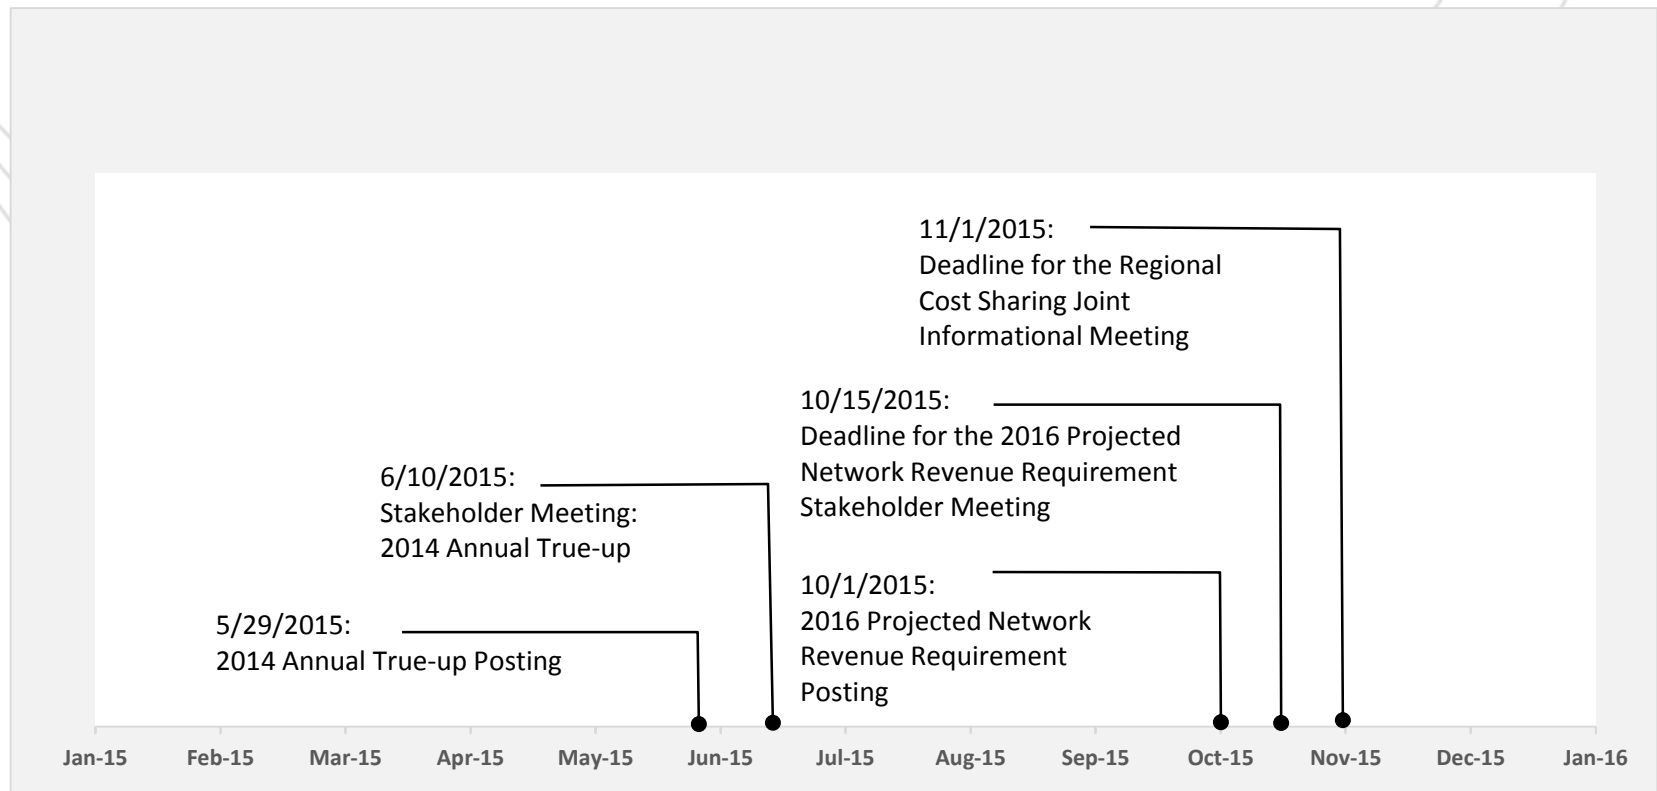 11/1/2015:
Deadline for the Regional
Cost Sharing Joint
Informational Meeting
10/15/2015:
Deadline for the 2016 Projected
Network Revenue Requirement
Stakeholder Meeting
6/10/2015:
Stakeholder Meeting:
2014 Annual True-up
10/1/2015:
2016 Projected Network
Revenue Requirement
Posting
5/29/2015:
2014 Annual True-up Posting
Jan-15 Feb-15 Mar-15 Apr-15 May-15 Jun-15 Jul-15 Aug-15 Sep-15 Oct-15 Nov-15 Dec-15 Jan-16